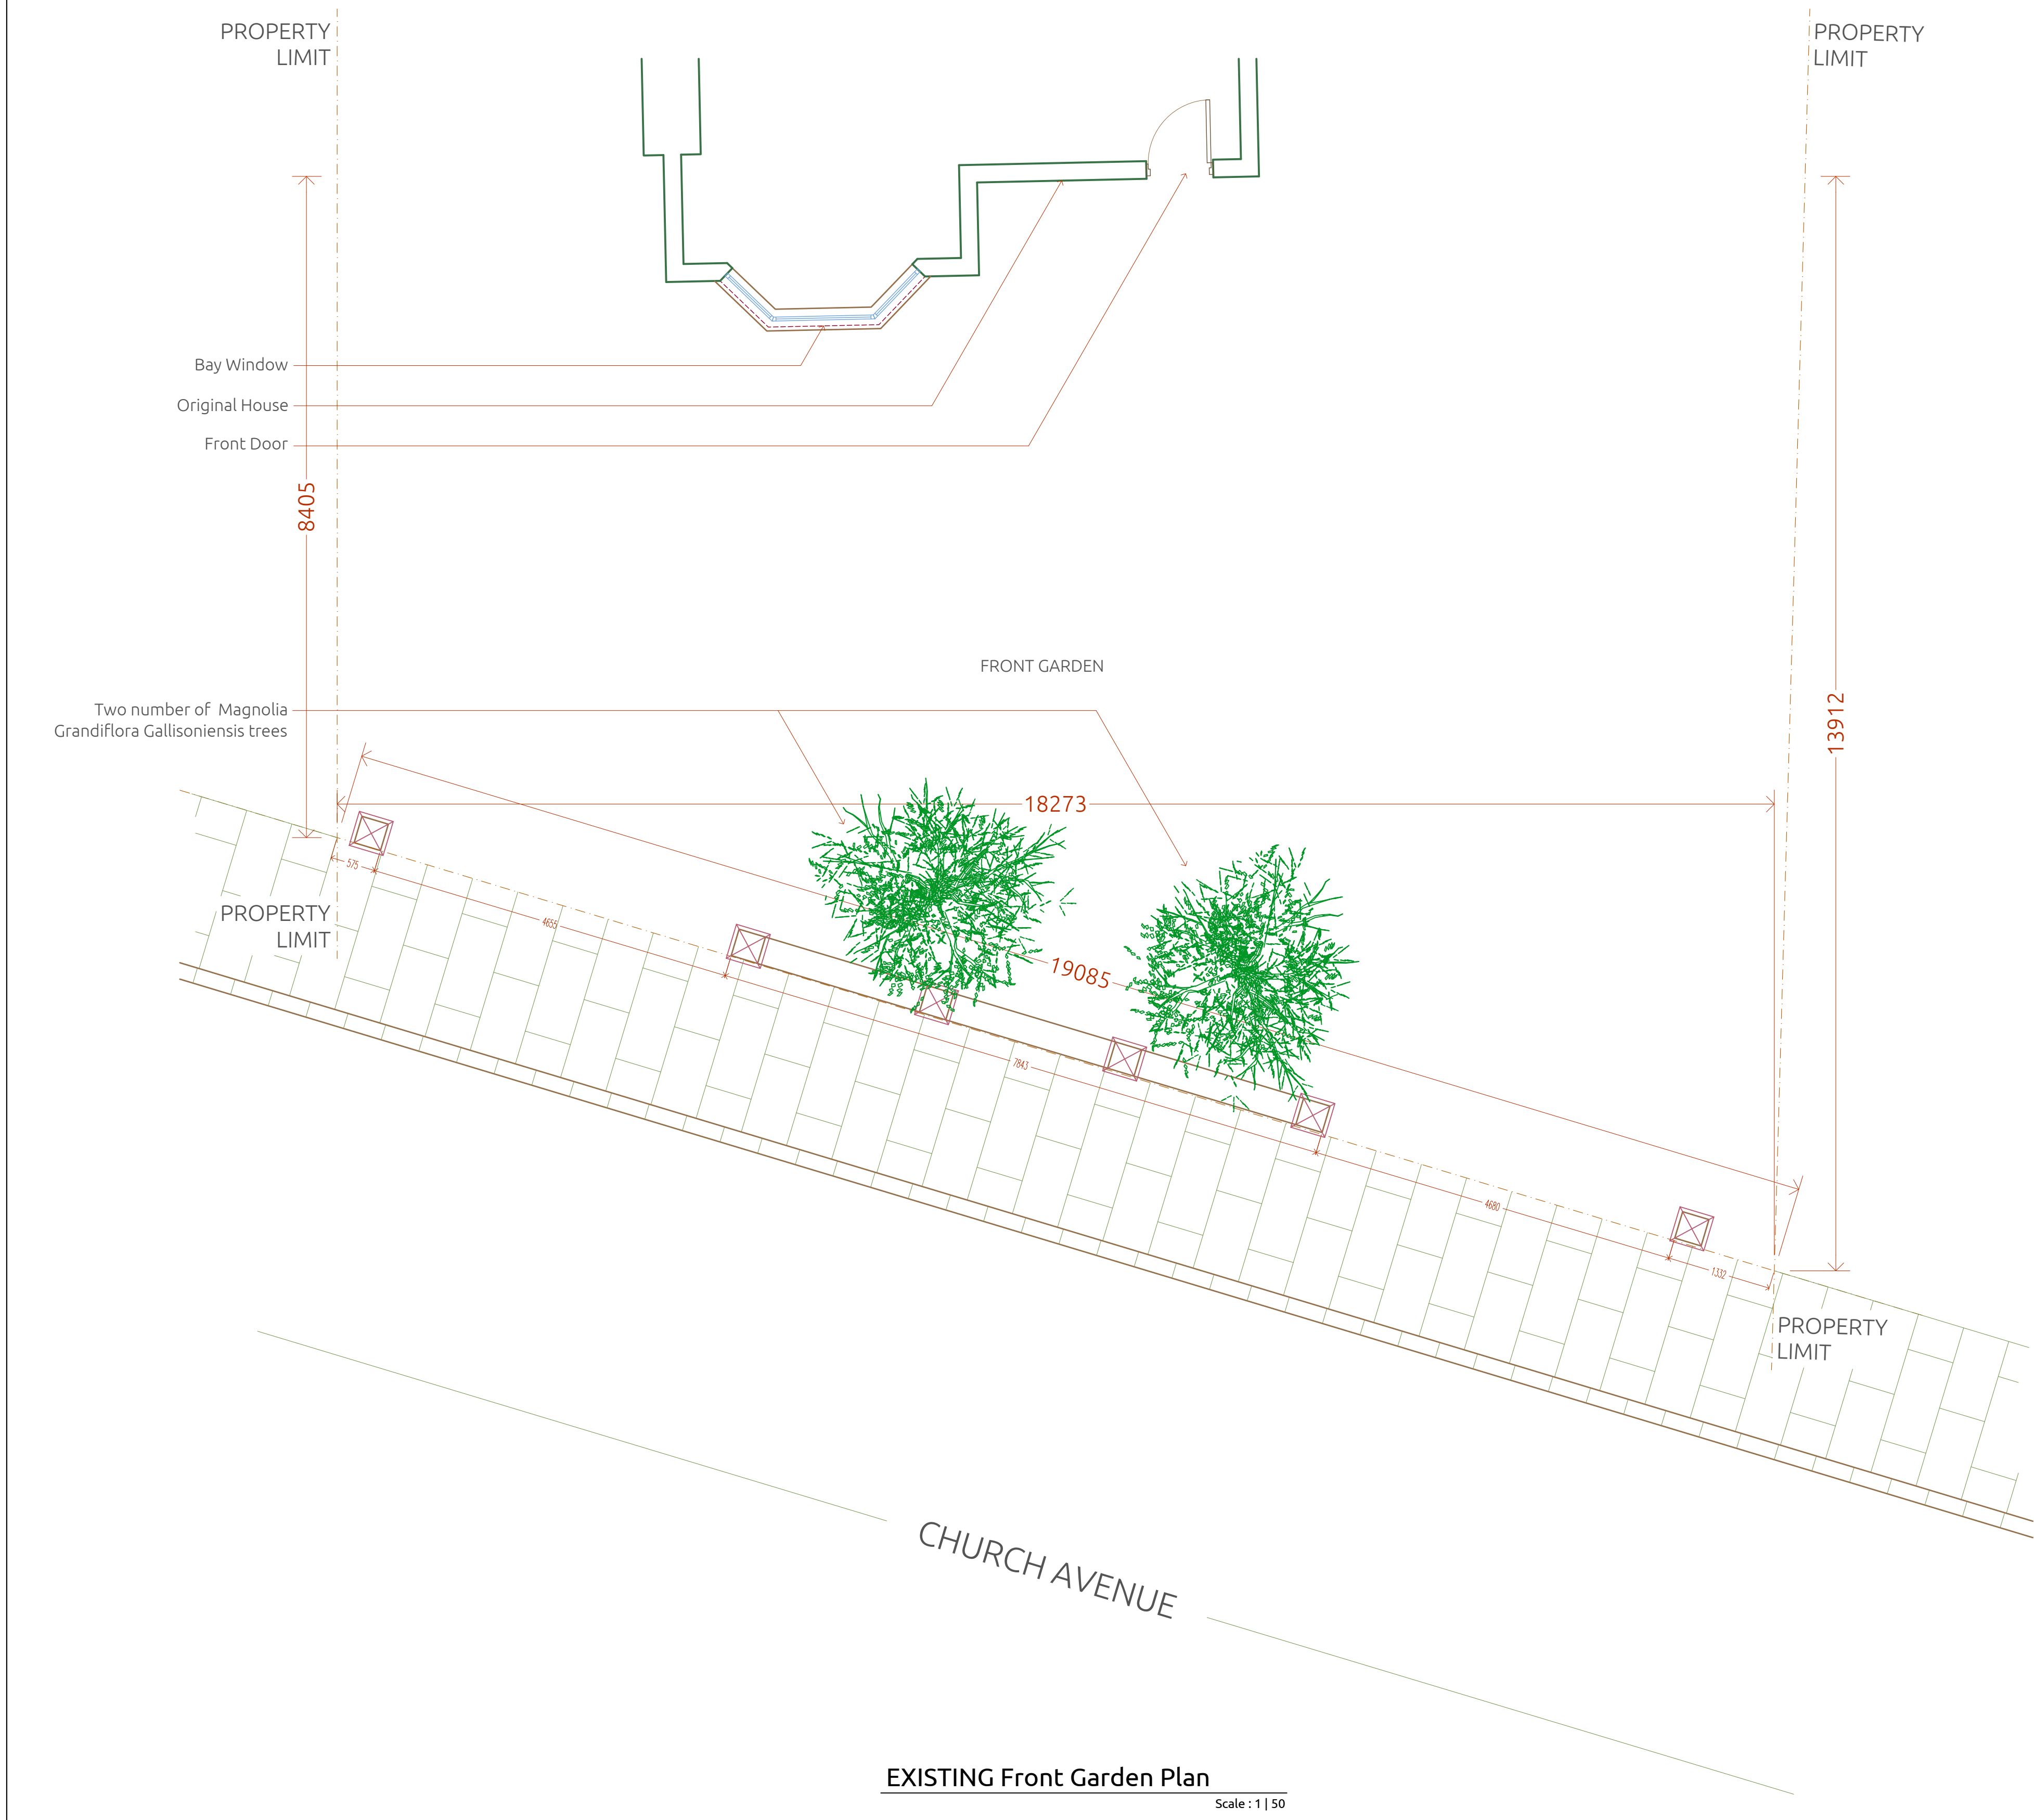 PROPERTY
LIMIT
PROPERTY
LIMIT
Bay Window
Original House
Front Door
8405
13912
FRONT GARDEN
Two number of  Magnolia
Grandiflora Gallisoniensis trees
18273
575
4655
PROPERTY
LIMIT
19085
7843
4680
1332
PROPERTY
LIMIT
CHURCH AVENUE
EXISTING Front Garden Plan
Scale : 1 | 50